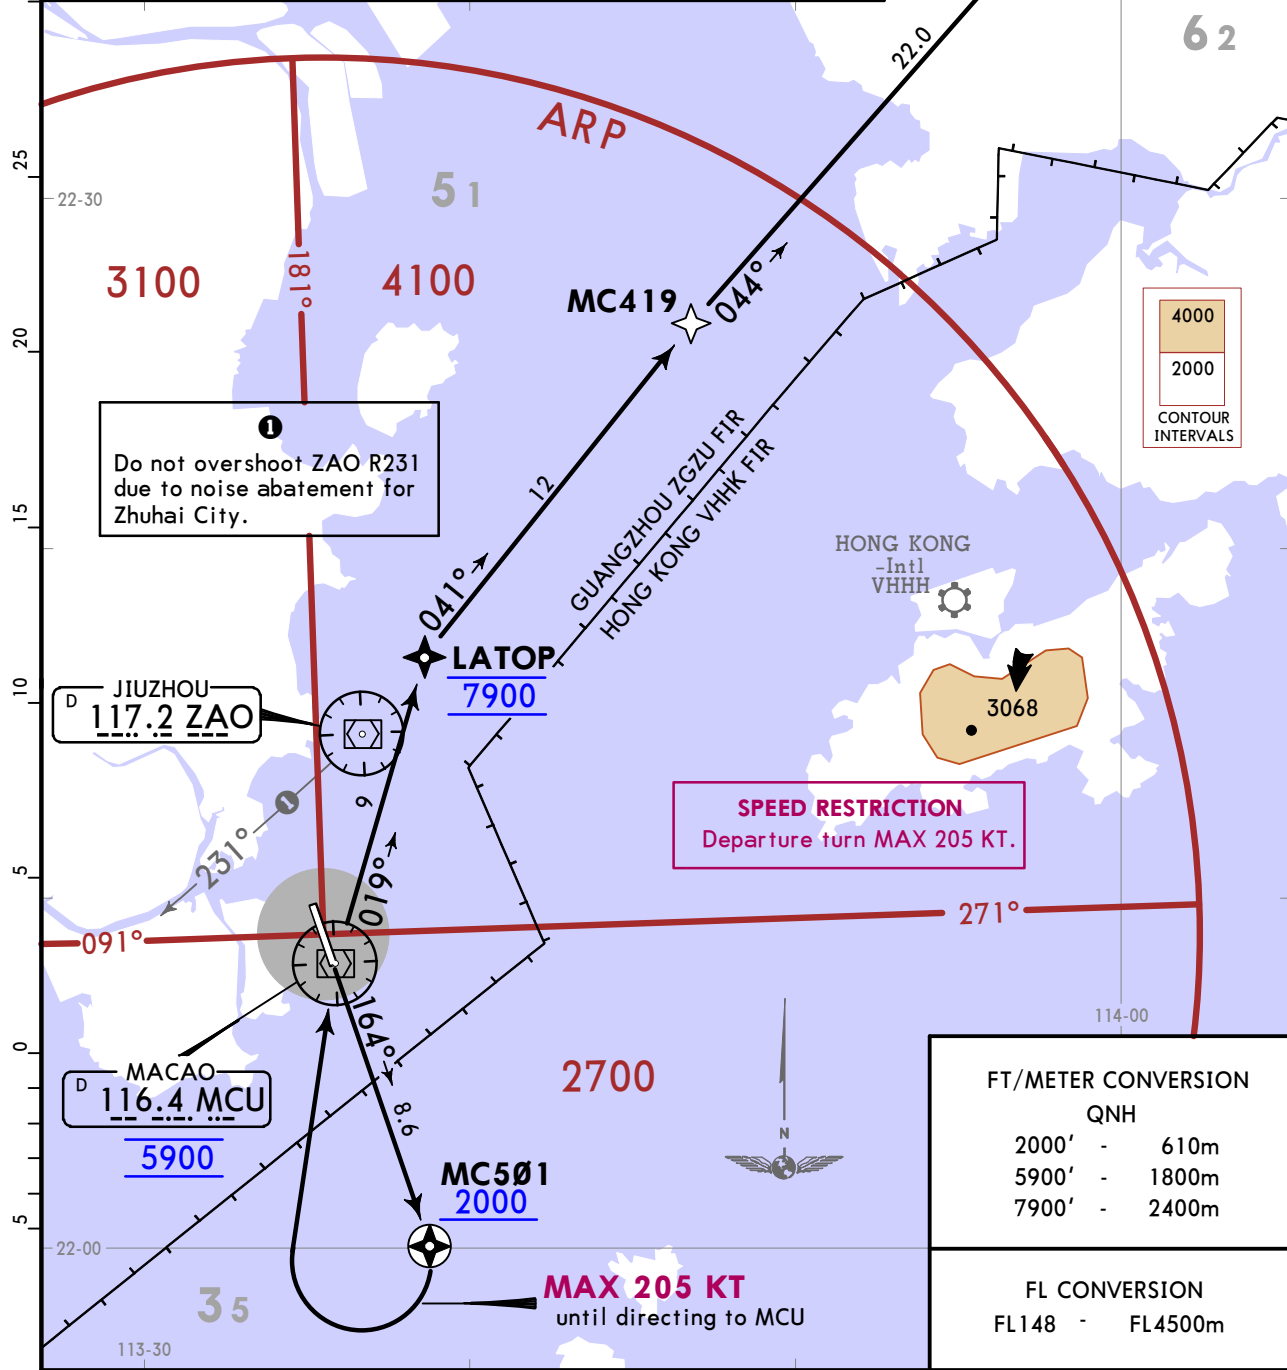 22.0
6 2
ARP
25
22-30
5 1
181°
3100
4100
MC419
044°
4000
2000
CONTOUR
INTERVALS
20
❶
Do not overshoot ZAO R231
due to noise abatement for
Zhuhai City.
12
GUANGZHOU ZGZU FIR
HONG KONG VHHK FIR
15
HONG KONG
-Intl
VHHH
041°
LATOP
7900
10
JIUZHOU
D 117.2 ZAO
3068
❶
231°
9
SPEED RESTRICTION
Departure turn MAX 205 KT.
019°
5
091°
271°
164°
114-00
0
MACAO
D 116.4 MCU
5900
8.6
2700
N
MC5Ø1
2000
5
22-00
3 5
MAX 205 KT
until directing to MCU
113-30
FT/METER CONVERSION
QNH
2000' - 610m
5900' - 1800m
7900' - 2400m
FL CONVERSION
FL148 - FL4500m